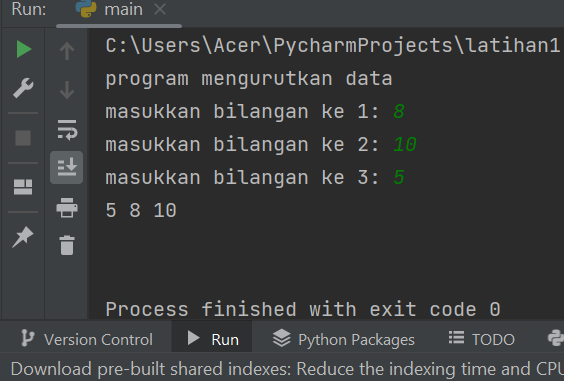 Run: main
C:\Users\Acer\PycharmProjects\latihan1
program mengurutkan data
masukkan bilangan ke 1: 8
masukkan bilangan ke 2: 10
masukkan bilangan ke 3: 5
5 8 10
Process finished with exit code 0
Version Control Run Python Packages TODO
Download pre-built shared indexes: Reduce the indexing time and CPU